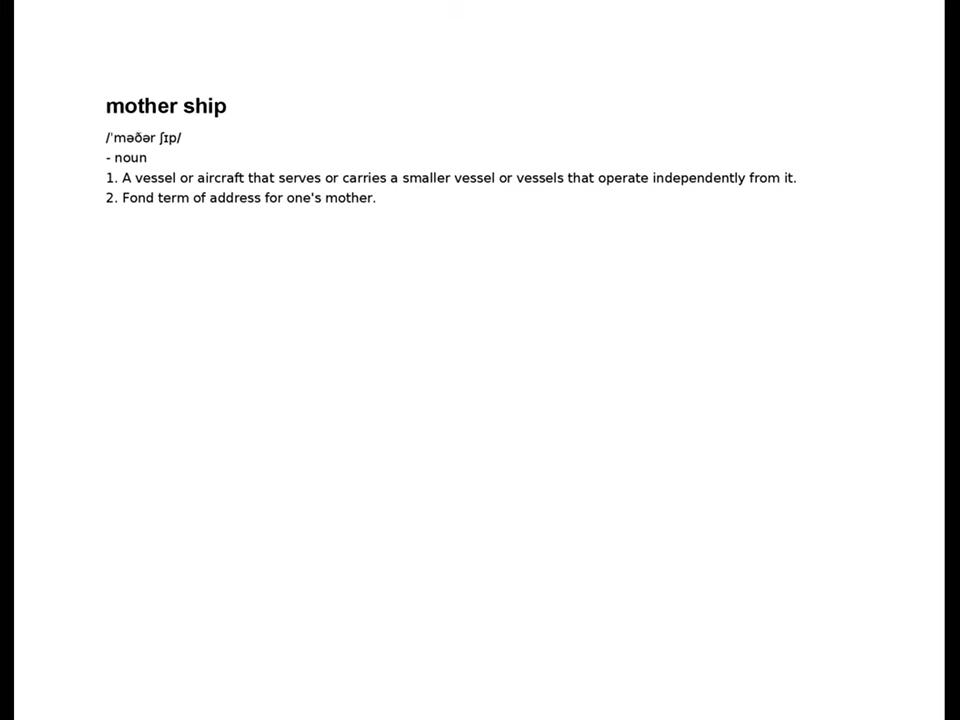 mother ship
/ˈməðər ʃɪp/
- noun
1. A vessel or aircraft that serves or carries a smaller vessel or vessels that operate independently from it.
2. Fond term of address for one's mother.